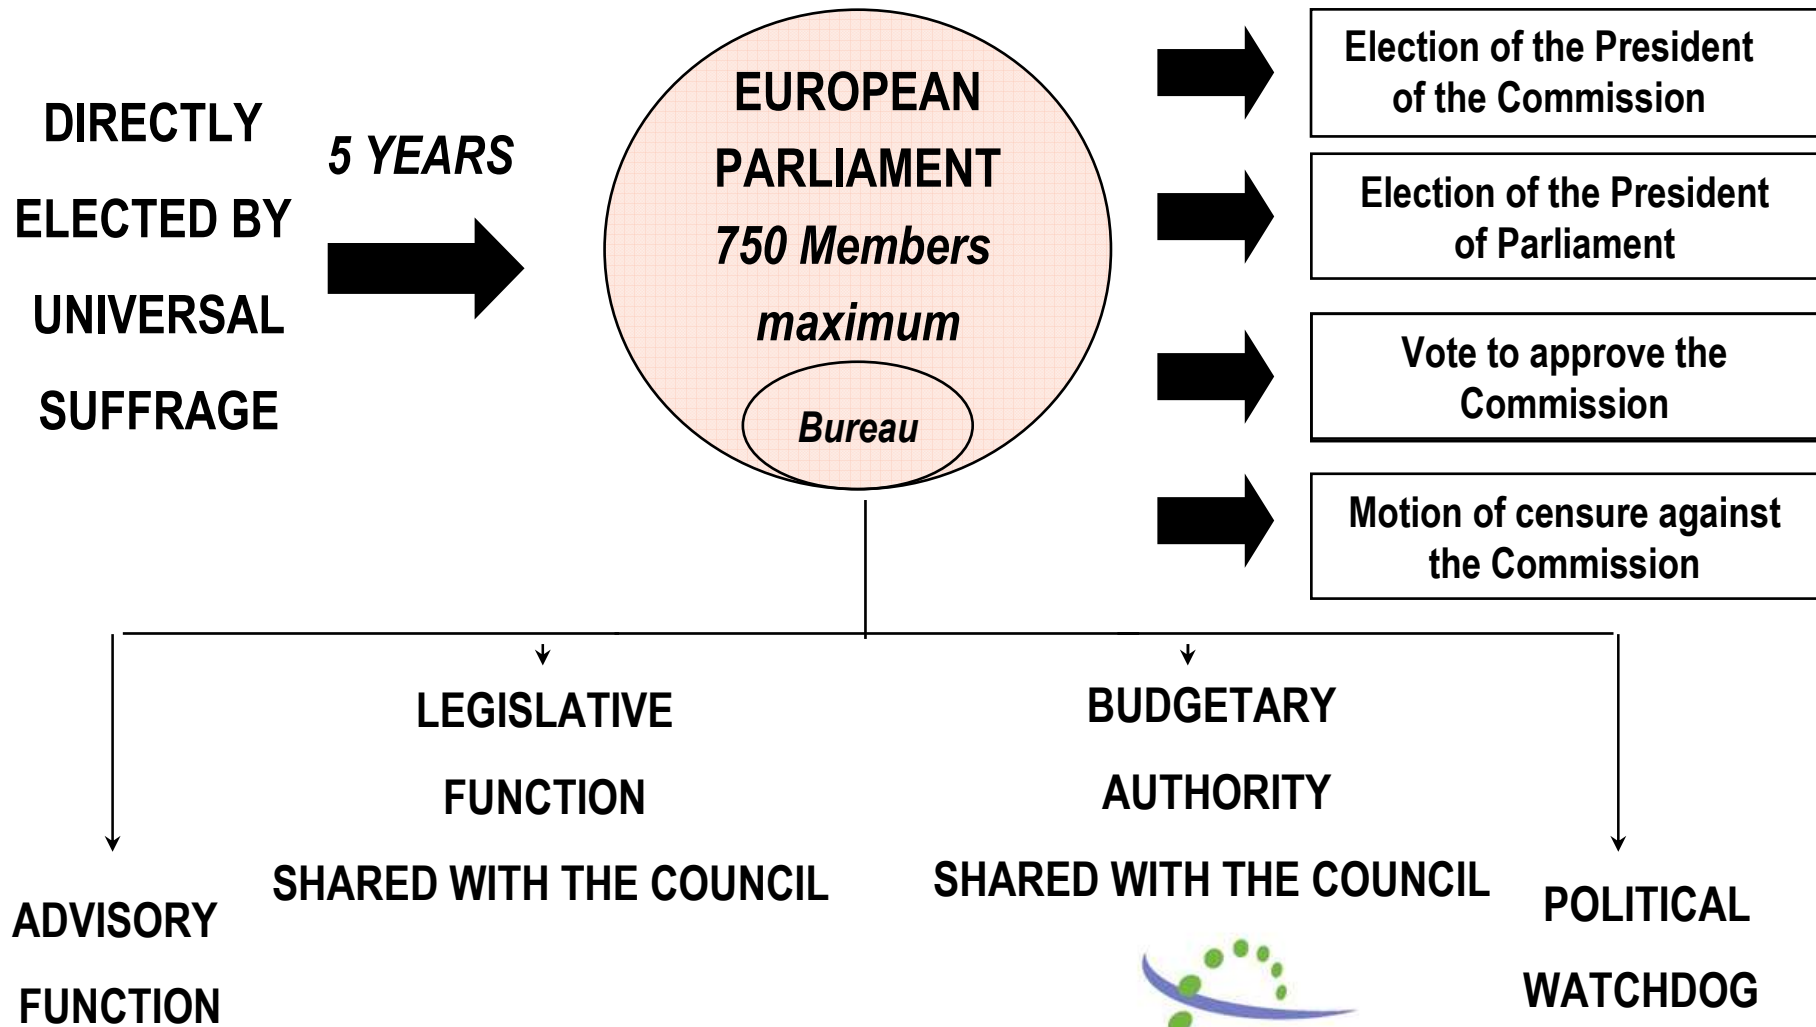 DIRECTLY
ELECTED BY
UNIVERSAL
SUFFRAGE
5 YEARS
EUROPEAN
PARLIAMENT
750 Members
maximum
Bureau
Election of the President
of the Commission
Election of the President
of Parliament
Vote to approve the
Commission
Motion of censure against
the Commission
ADVISORY
FUNCTION
LEGISLATIVE
FUNCTION
SHARED WITH THE COUNCIL
BUDGETARY
AUTHORITY
SHARED WITH THE COUNCIL
POLITICAL
WATCHDOG